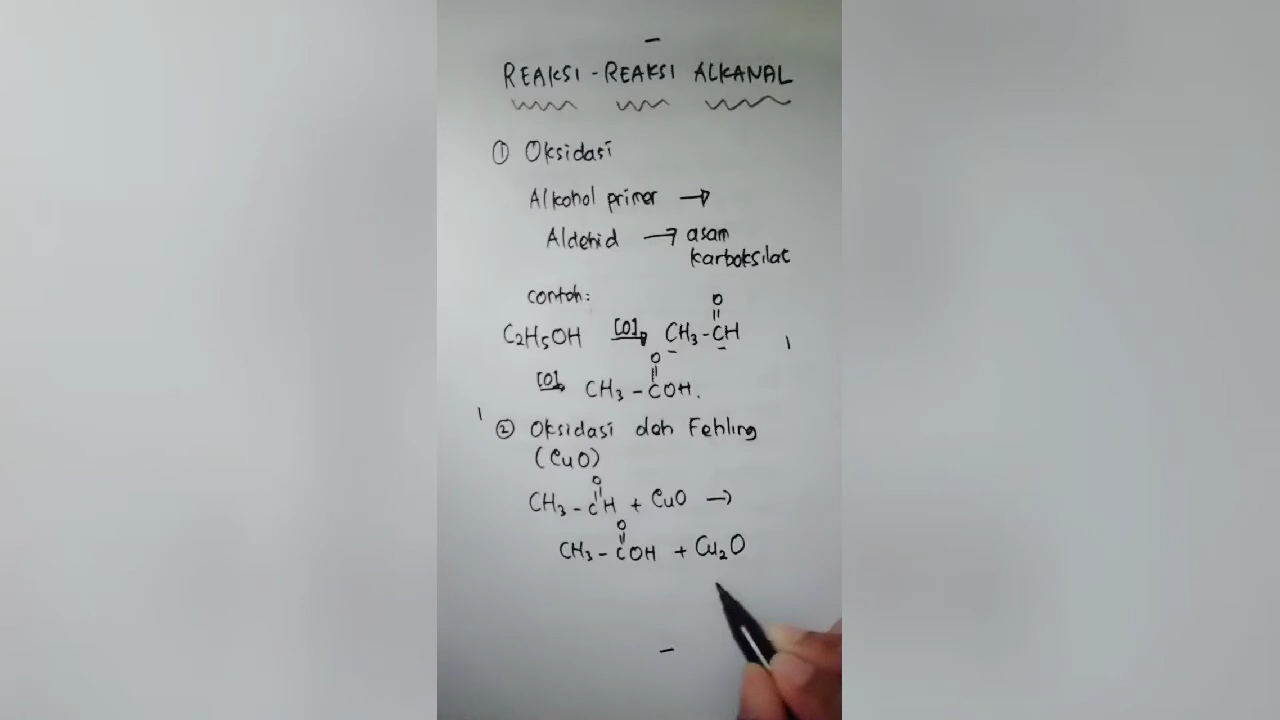 REAKSI - REAKSI ALKANAL
① Oksidasi
Alkohol primer →
Aldehid → asam
karboksilat
contoh:
O
||
C₂H₅OH [O]→ CH₃-CH
O
||
[O]→ CH₃-COH.
② Oksidasi dgn Fehling
(CuO)
O
||
CH₃-CH + CuO →
O
||
CH₃-COH + Cu₂O